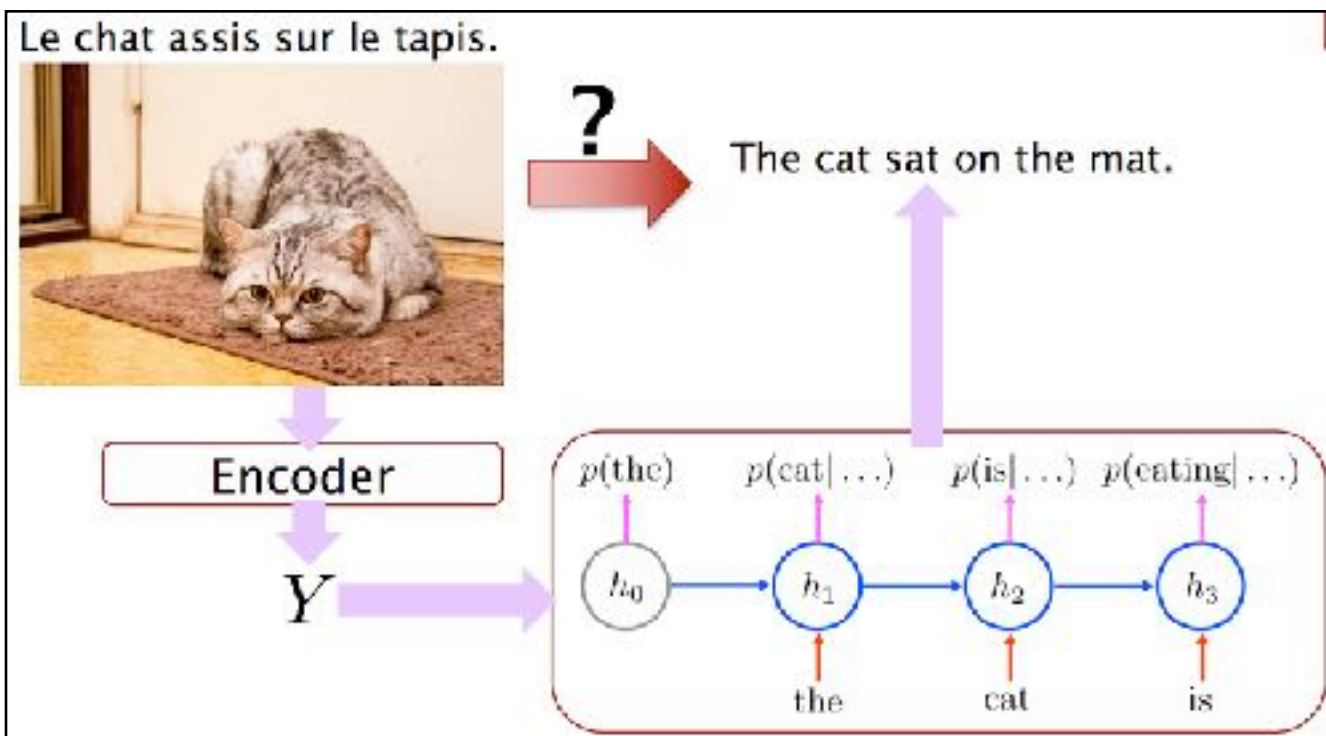 Le chat assis sur le tapis.
?
The cat sat on the mat.
Encoder
p(the) p(cat|...) p(is|...) p(eating|...)
Y
h₀ h₁ h₂ h₃
the cat is